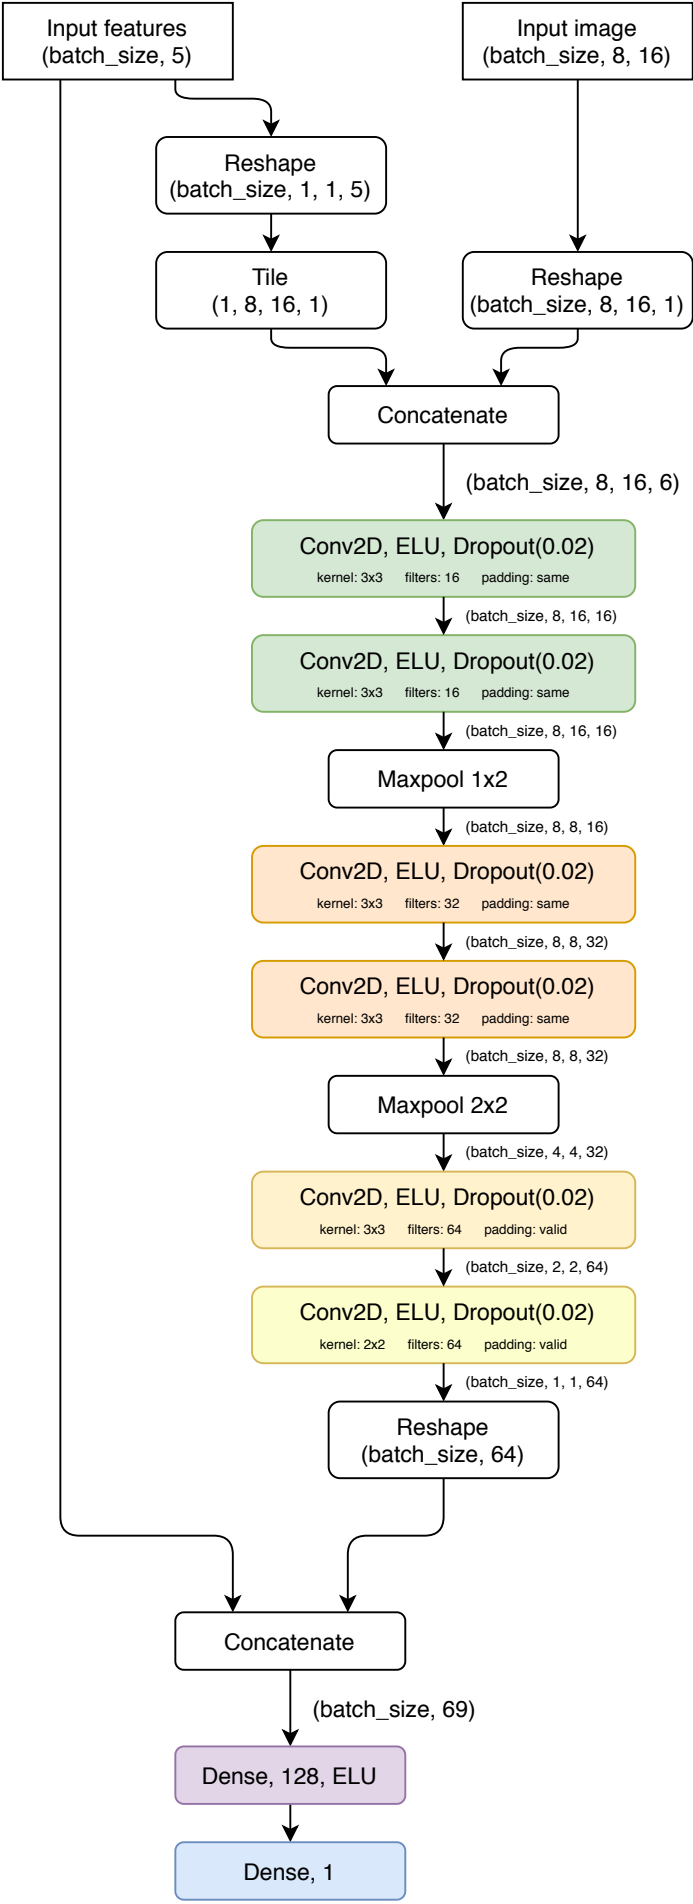 Input features
(batch_size, 5)
Input image
(batch_size, 8, 16)
Reshape
(batch_size, 1, 1, 5)
Tile
(1, 8, 16, 1)
Reshape
(batch_size, 8, 16, 1)
Concatenate
(batch_size, 8, 16, 6)
Conv2D, ELU, Dropout(0.02)
kernel: 3x3 filters: 16 padding: same
(batch_size, 8, 16, 16)
Conv2D, ELU, Dropout(0.02)
kernel: 3x3 filters: 16 padding: same
(batch_size, 8, 16, 16)
Maxpool 1x2
(batch_size, 8, 8, 16)
Conv2D, ELU, Dropout(0.02)
kernel: 3x3 filters: 32 padding: same
(batch_size, 8, 8, 32)
Conv2D, ELU, Dropout(0.02)
kernel: 3x3 filters: 32 padding: same
(batch_size, 8, 8, 32)
Maxpool 2x2
(batch_size, 4, 4, 32)
Conv2D, ELU, Dropout(0.02)
kernel: 3x3 filters: 64 padding: valid
(batch_size, 2, 2, 64)
Conv2D, ELU, Dropout(0.02)
kernel: 2x2 filters: 64 padding: valid
(batch_size, 1, 1, 64)
Reshape
(batch_size, 64)
Concatenate
(batch_size, 69)
Dense, 128, ELU
Dense, 1